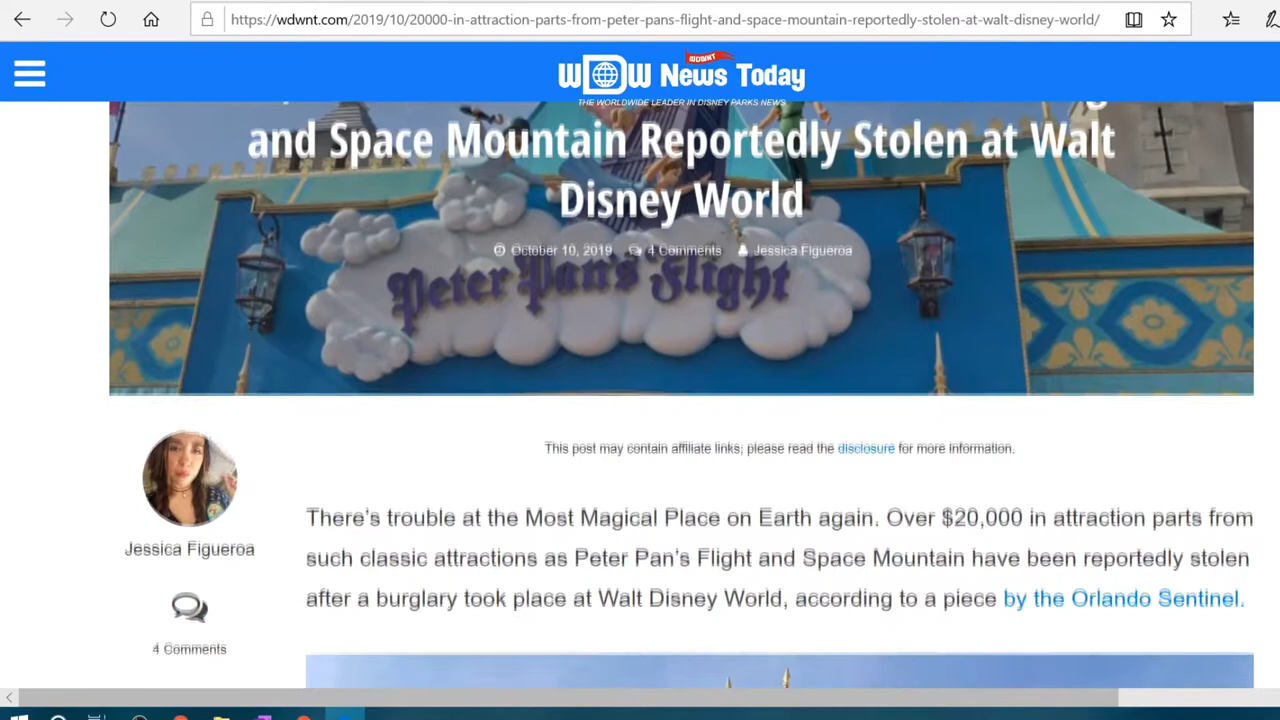 https://wdwnt.com/2019/10/20000-in-attraction-parts-from-peter-pans-flight-and-space-mountain-reportedly-stolen-at-walt-disney-world/
WDWNT
WDW News Today
THE WORLDWIDE LEADER IN DISNEY PARKS NEWS
and Space Mountain Reportedly Stolen at Walt
Disney World
October 10, 2019 4 Comments Jessica Figueroa
Peter Pan's Flight
This post may contain affiliate links; please read the disclosure for more information.
There's trouble at the Most Magical Place on Earth again. Over $20,000 in attraction parts from
such classic attractions as Peter Pan's Flight and Space Mountain have been reportedly stolen
after a burglary took place at Walt Disney World, according to a piece by the Orlando Sentinel.
Jessica Figueroa
4 Comments